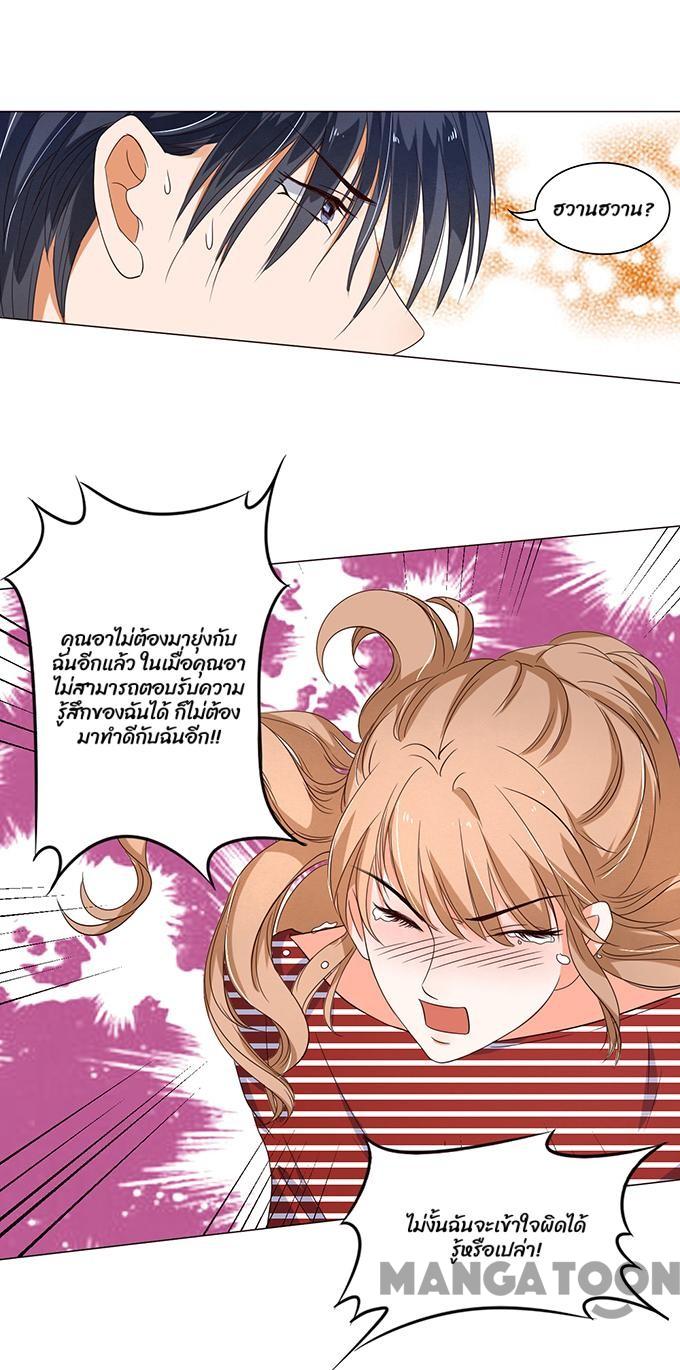 ฮวานฮวาน?
คุณอาไม่ต้องมายุ่งกับ
ฉันอีกแล้ว ในเมื่อคุณอา
ไม่สามารถตอบรับความ
รู้สึกของฉันได้ ก็ไม่ต้อง
มาทำดีกับฉันอีก!!
ไม่งั้นฉันจะเข้าใจผิดได้
รู้หรือเปล่า!
MANGATOON